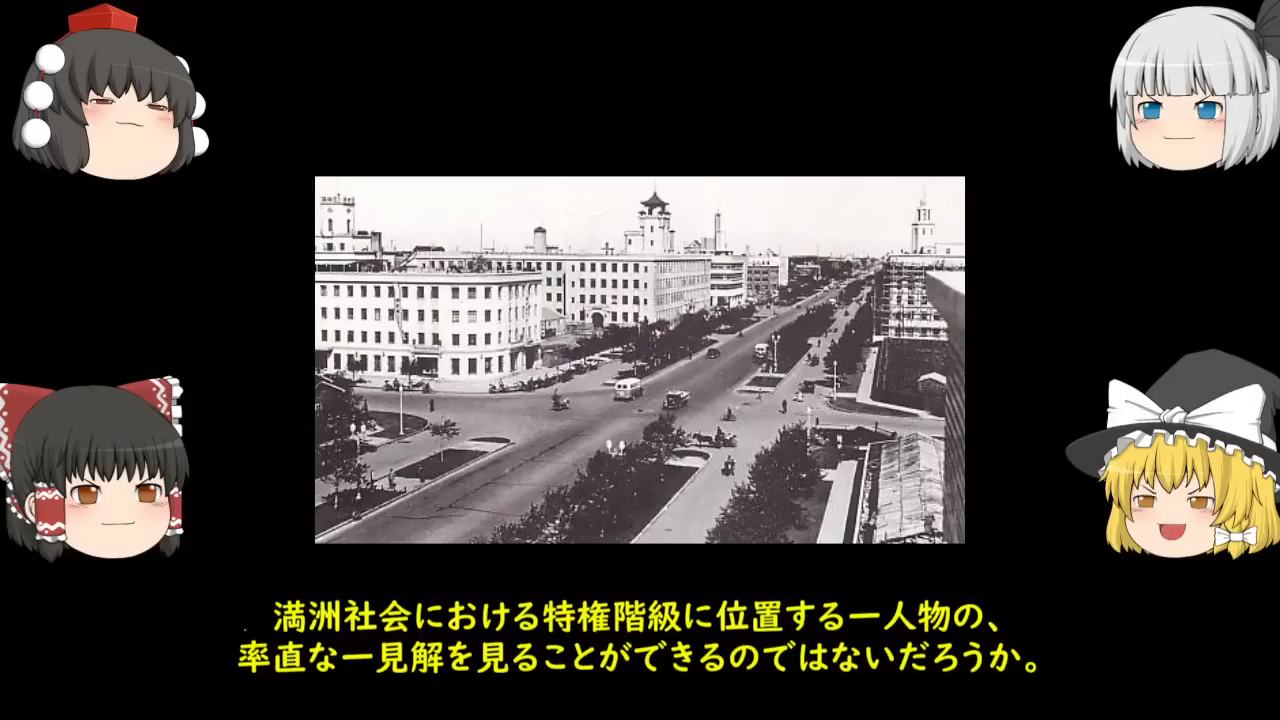 満洲社会における特権階級に位置する一人物の、
率直な一見解を見ることができるのではないだろうか。